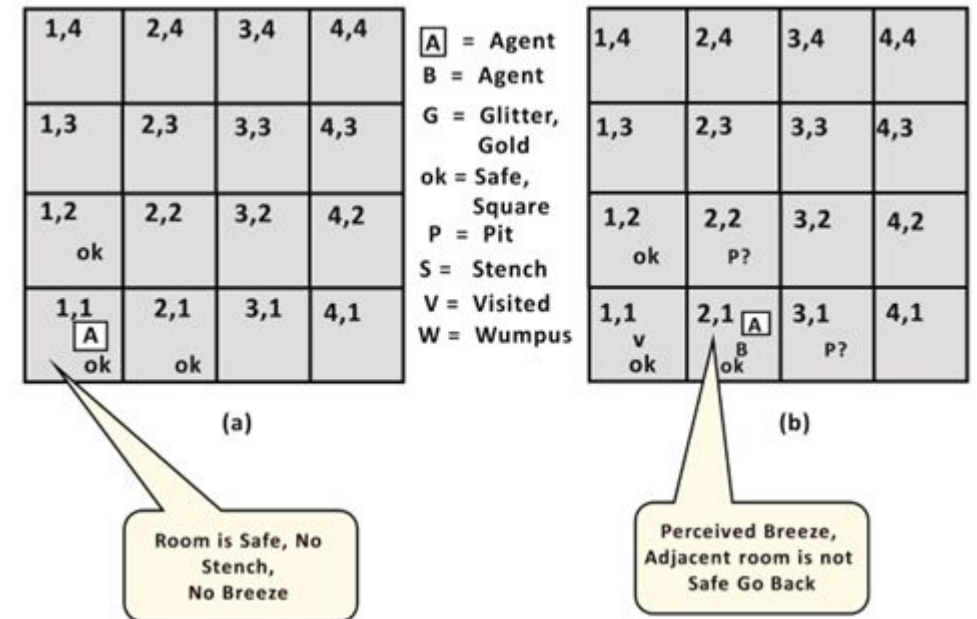 1,4 2,4 3,4 4,4
1,3 2,3 3,3 4,3
1,2 2,2 3,2 4,2
ok
1,1 2,1 3,1 4,1
A
ok ok
(a)
Room is Safe, No
Stench,
No Breeze
A = Agent
B = Agent
G = Glitter,
Gold
ok = Safe,
Square
P = Pit
S = Stench
V = Visited
W = Wumpus
1,4 2,4 3,4 4,4
1,3 2,3 3,3 4,3
1,2 2,2 3,2 4,2
ok P?
1,1 2,1 A 3,1 4,1
v B P?
ok ok
(b)
Perceived Breeze,
Adjacent room is not
Safe Go Back